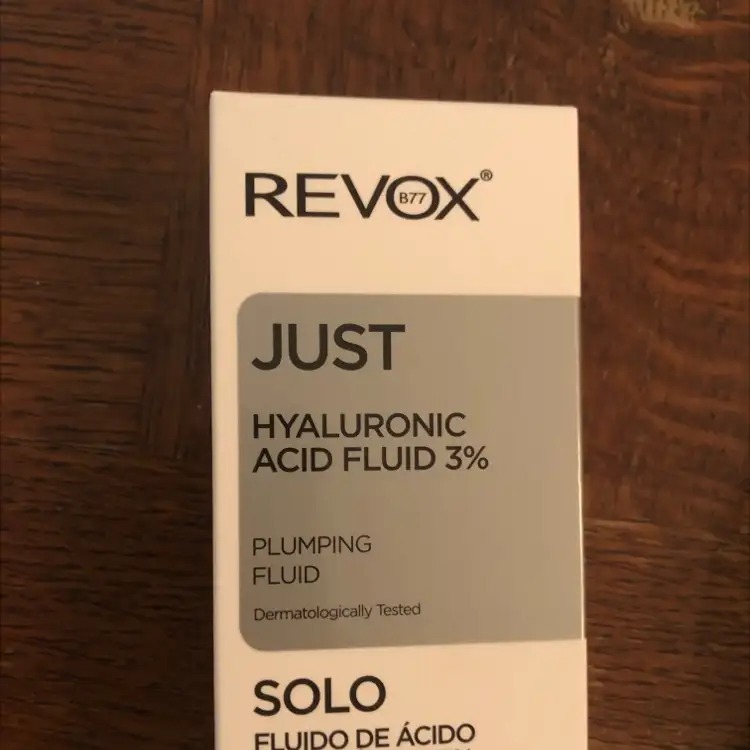 REVOX®
B77
JUST
HYALURONIC
ACID FLUID 3%
PLUMPING
FLUID
Dermatologically Tested
SOLO
FLUIDO DE ÁCIDO